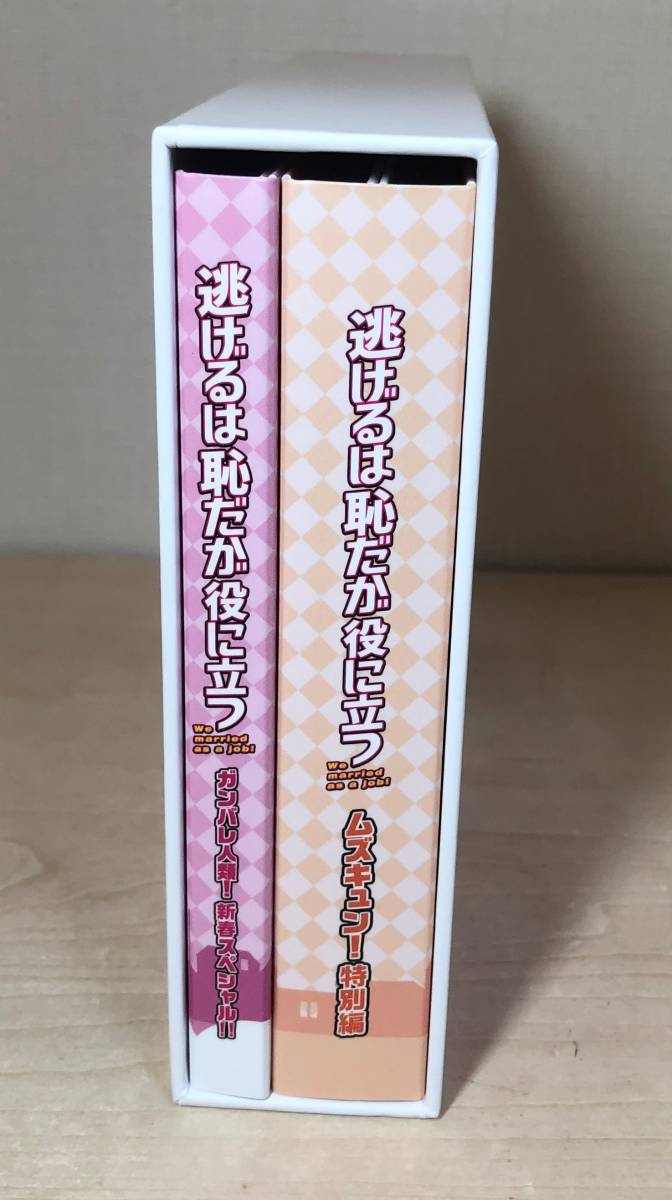 逃げるは恥だが役に立つ
We
married
as a job!
ガンバレ人類！新春スペシャル!!
逃げるは恥だが役に立つ
We
married
as a job!
ムズキュン！特別編